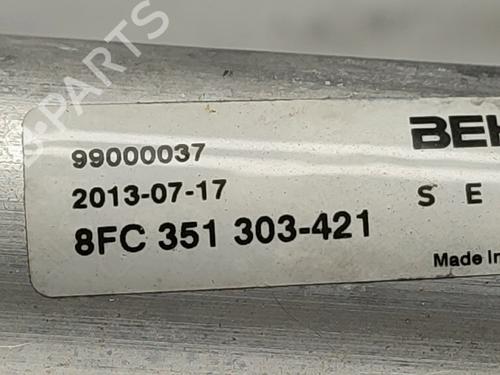 99000037
2013-07-17
8FC 351 303-421
BEH
S E
Made In
B-PARTS